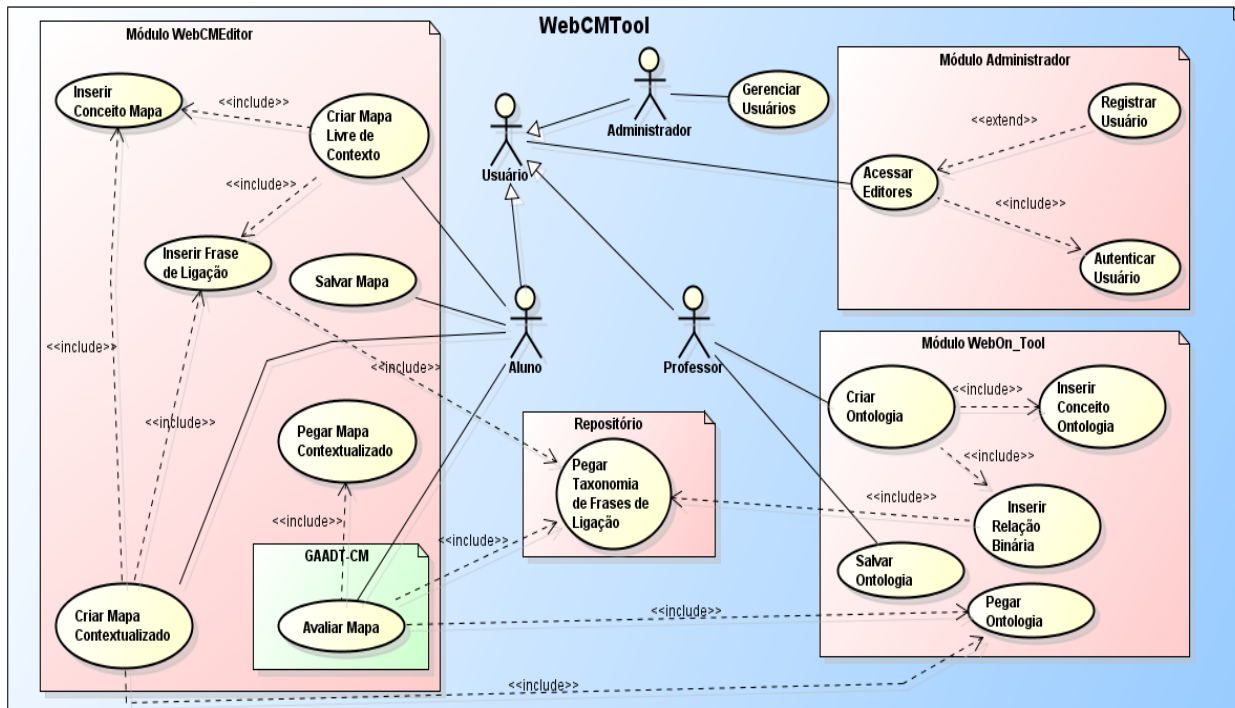 WebCMTool
Módulo WebCMEditor
Inserir
Conceito Mapa
<<include>>
Criar Mapa
Livre de
Contexto
<<include>>
Inserir Frase
de Ligação
Salvar Mapa
<<include>>
<<include>>
<<include>>
Pegar Mapa
Contextualizado
<<include>>
GAADT-CM
Avaliar Mapa
Criar Mapa
Contextualizado
Administrador
Gerenciar
Usuários
Usuário
Aluno
Professor
Repositório
Pegar
Taxonomia
de Frases de
Ligação
<<include>>
<<include>>
<<include>>
<<include>>
Módulo Administrador
Registrar
Usuário
<<extend>>
Acessar
Editores
<<include>>
Autenticar
Usuário
Módulo WebOn_Tool
Criar
Ontologia
<<include>>
Inserir
Conceito
Ontologia
<<include>>
Inserir
Relação
Binária
Salvar
Ontologia
Pegar
Ontologia